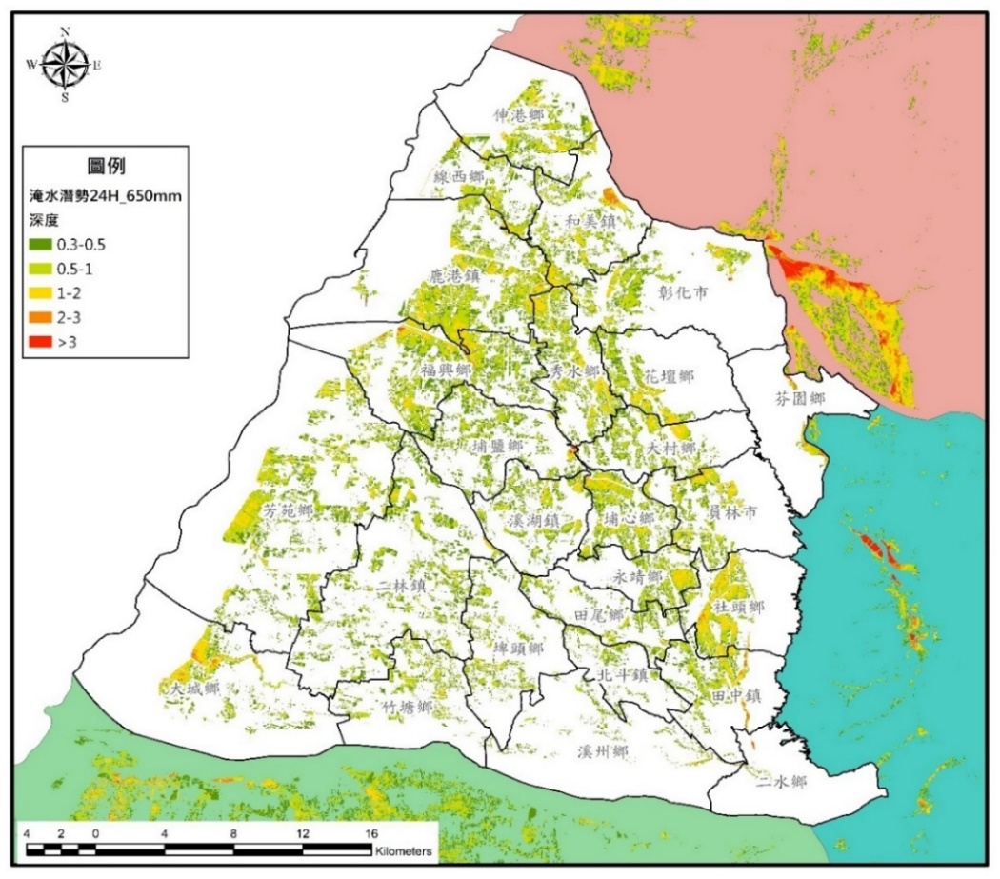 N
W E
S
圖例
淹水潛勢24H_650mm
深度
0.3-0.5
0.5-1
1-2
2-3
>3
伸港鄉
線西鄉
和美鎮
鹿港鎮
彰化市
福興鄉
秀水鄉
花壇鄉
芬園鄉
埔鹽鄉
大村鄉
芳苑鄉
溪湖鎮
埔心鄉
員林市
二林鎮
永靖鄉
田尾鄉
社頭鄉
埤頭鄉
北斗鎮
大城鄉
竹塘鄉
田中鎮
溪州鄉
二水鄉
4 2 0 4 8 12 16
Kilometers